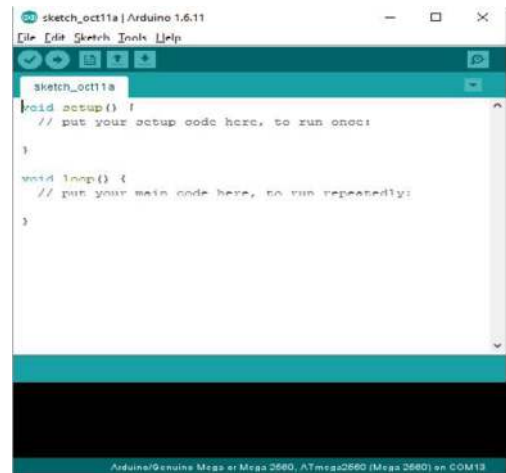 sketch_oct11a | Arduino 1.6.11
File Edit Sketch Tools Help
sketch_oct11a
void setup() {
// put your setup code here, to run once:
}
void loop() {
// put your main code here, to run repeatedly:
}
Arduino/Genuino Mega or Mega 2560, ATmega2560 (Mega 2560) on COM13